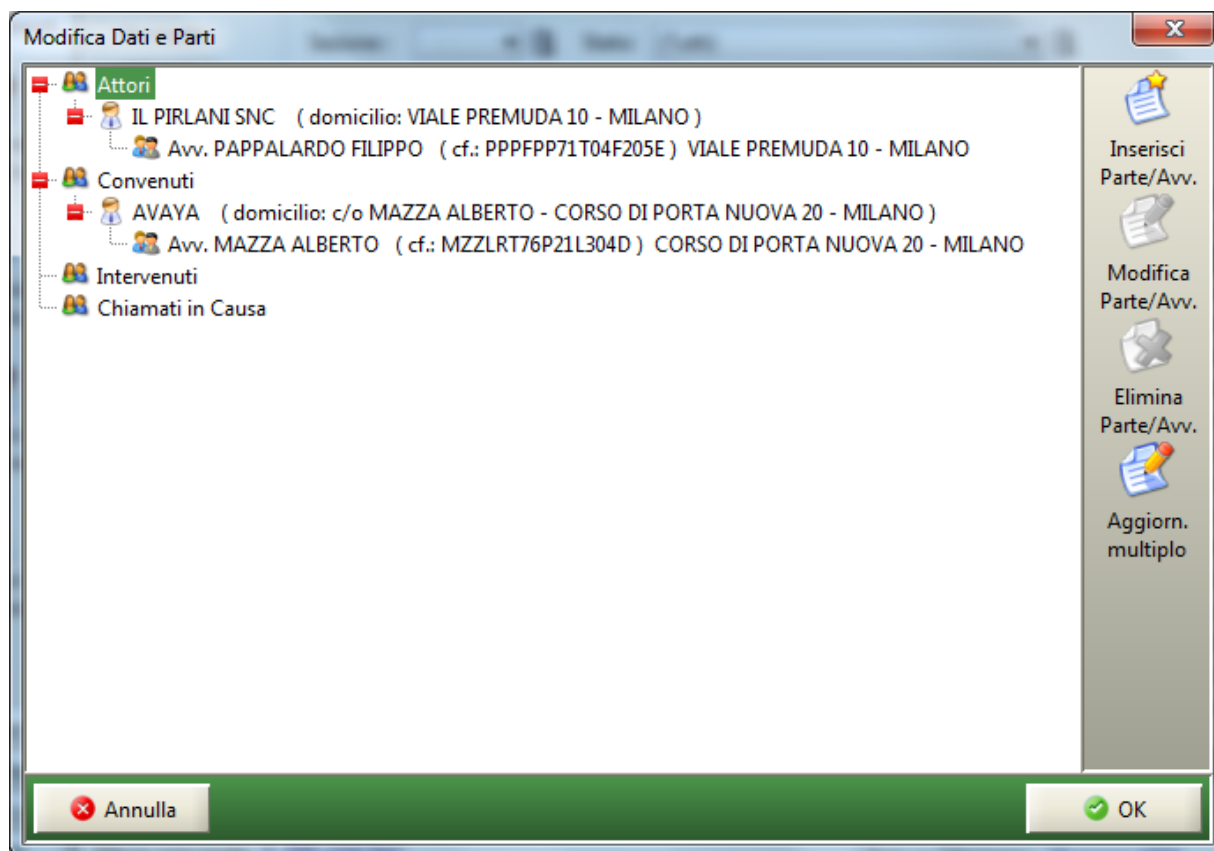 Modifica Dati e Parti
Attori
IL PIRLANI SNC ( domicilio: VIALE PREMUDA 10 - MILANO )
Avv. PAPPALARDO FILIPPO ( cf.: PPPFPP71T04F205E ) VIALE PREMUDA 10 - MILANO
Convenuti
AVAYA ( domicilio: c/o MAZZA ALBERTO - CORSO DI PORTA NUOVA 20 - MILANO )
Avv. MAZZA ALBERTO ( cf.: MZZLRT76P21L304D ) CORSO DI PORTA NUOVA 20 - MILANO
Intervenuti
Chiamati in Causa
Inserisci
Parte/Avv.
Modifica
Parte/Avv.
Elimina
Parte/Avv.
Aggiorn.
multiplo
Annulla
OK